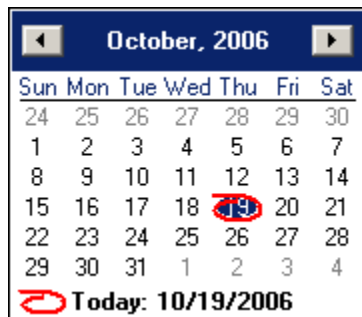 October, 2006
Sun Mon Tue Wed Thu Fri Sat
24 25 26 27 28 29 30
1 2 3 4 5 6 7
8 9 10 11 12 13 14
15 16 17 18 19 20 21
22 23 24 25 26 27 28
29 30 31 1 2 3 4
Today: 10/19/2006